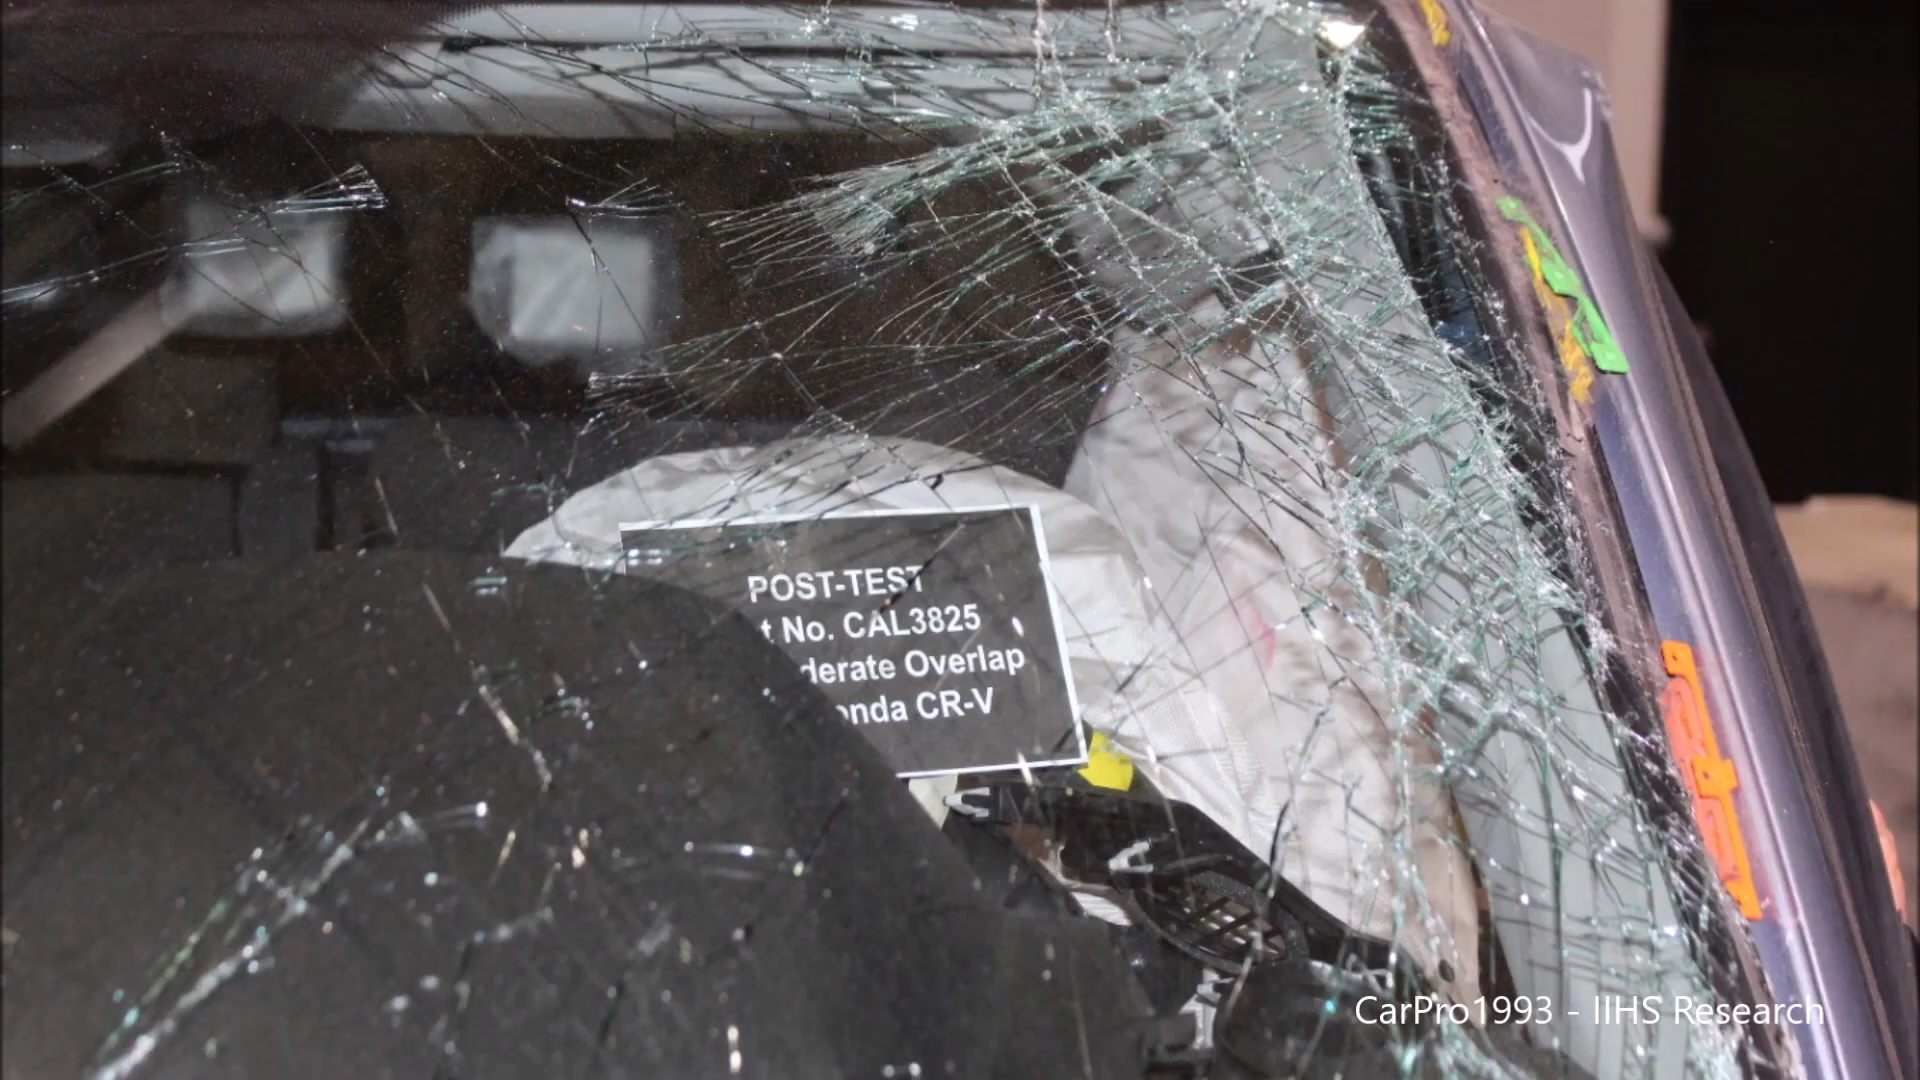 POST-TEST
t No. CAL3825
derate Overlap
onda CR-V
CarPro1993 - IIHS Research